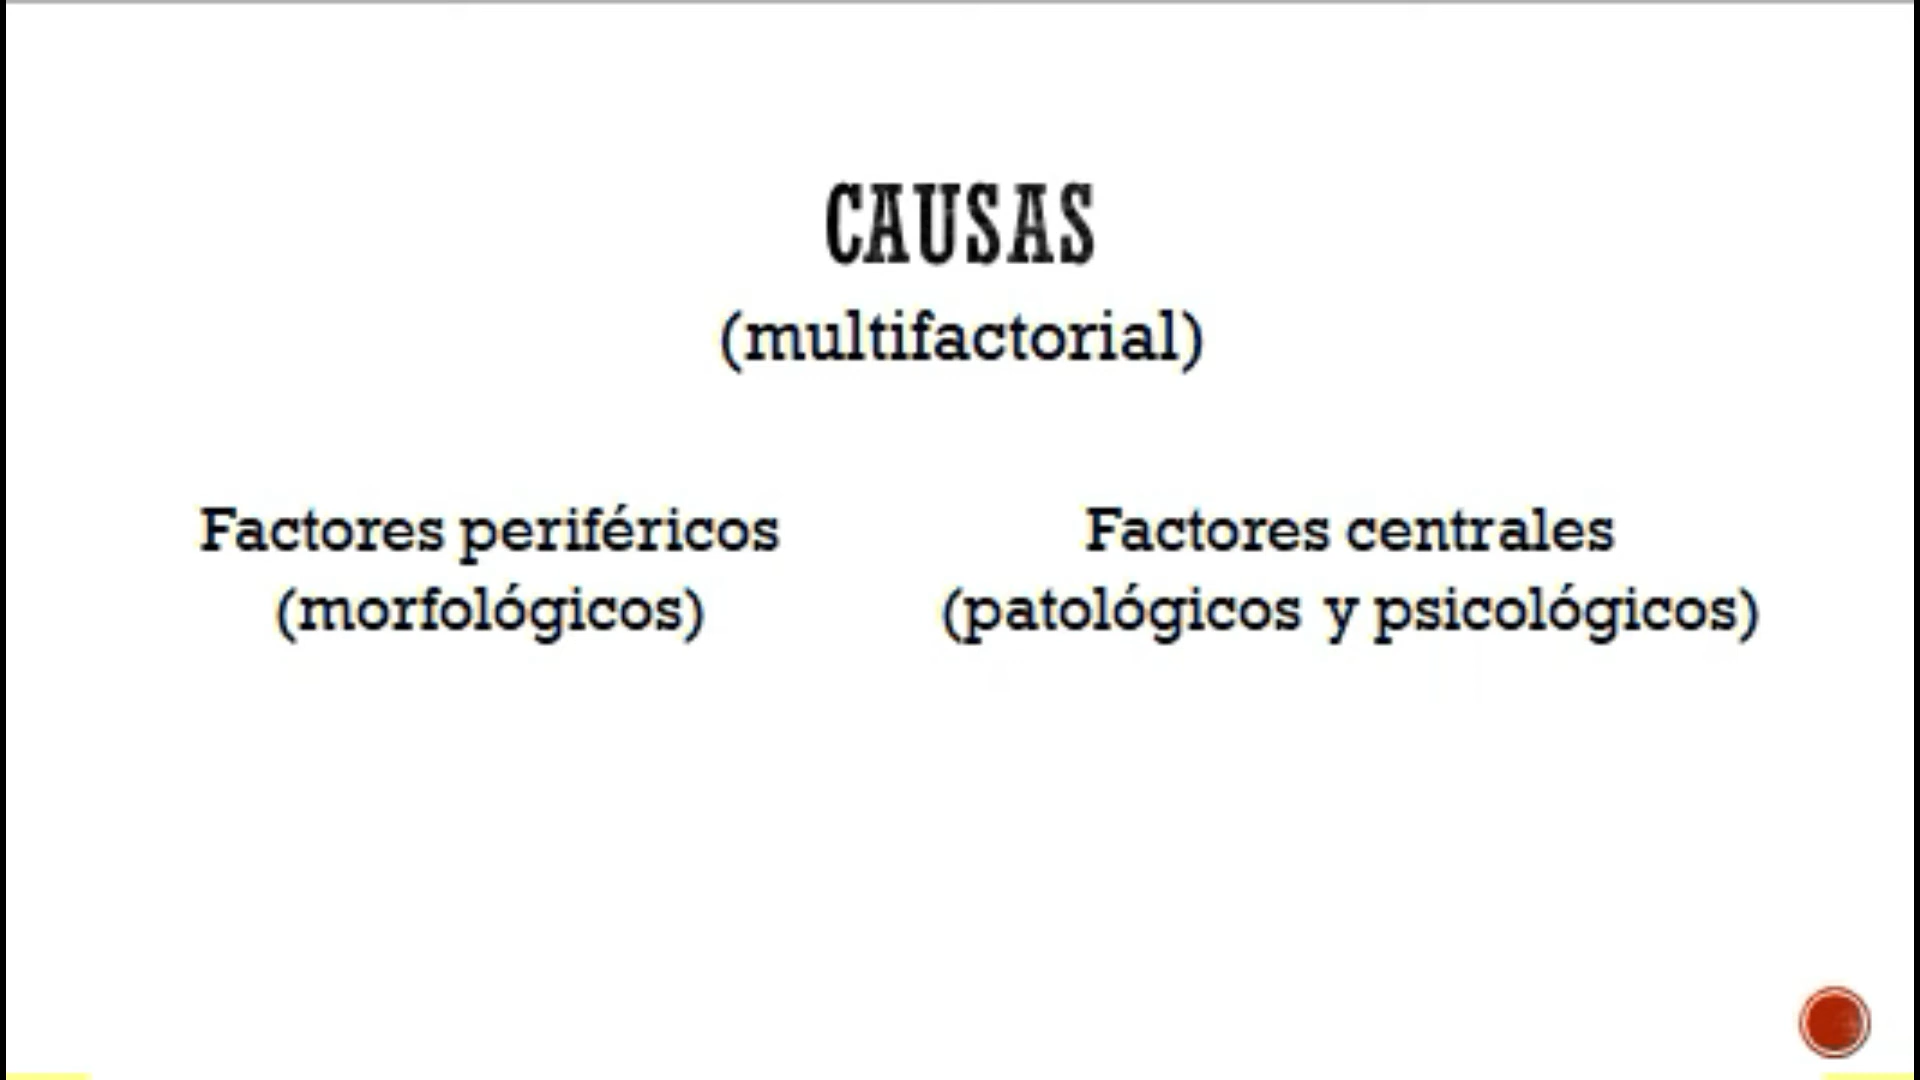 CAUSAS
(multifactorial)
Factores periféricos
(morfológicos)
Factores centrales
(patológicos y psicológicos)